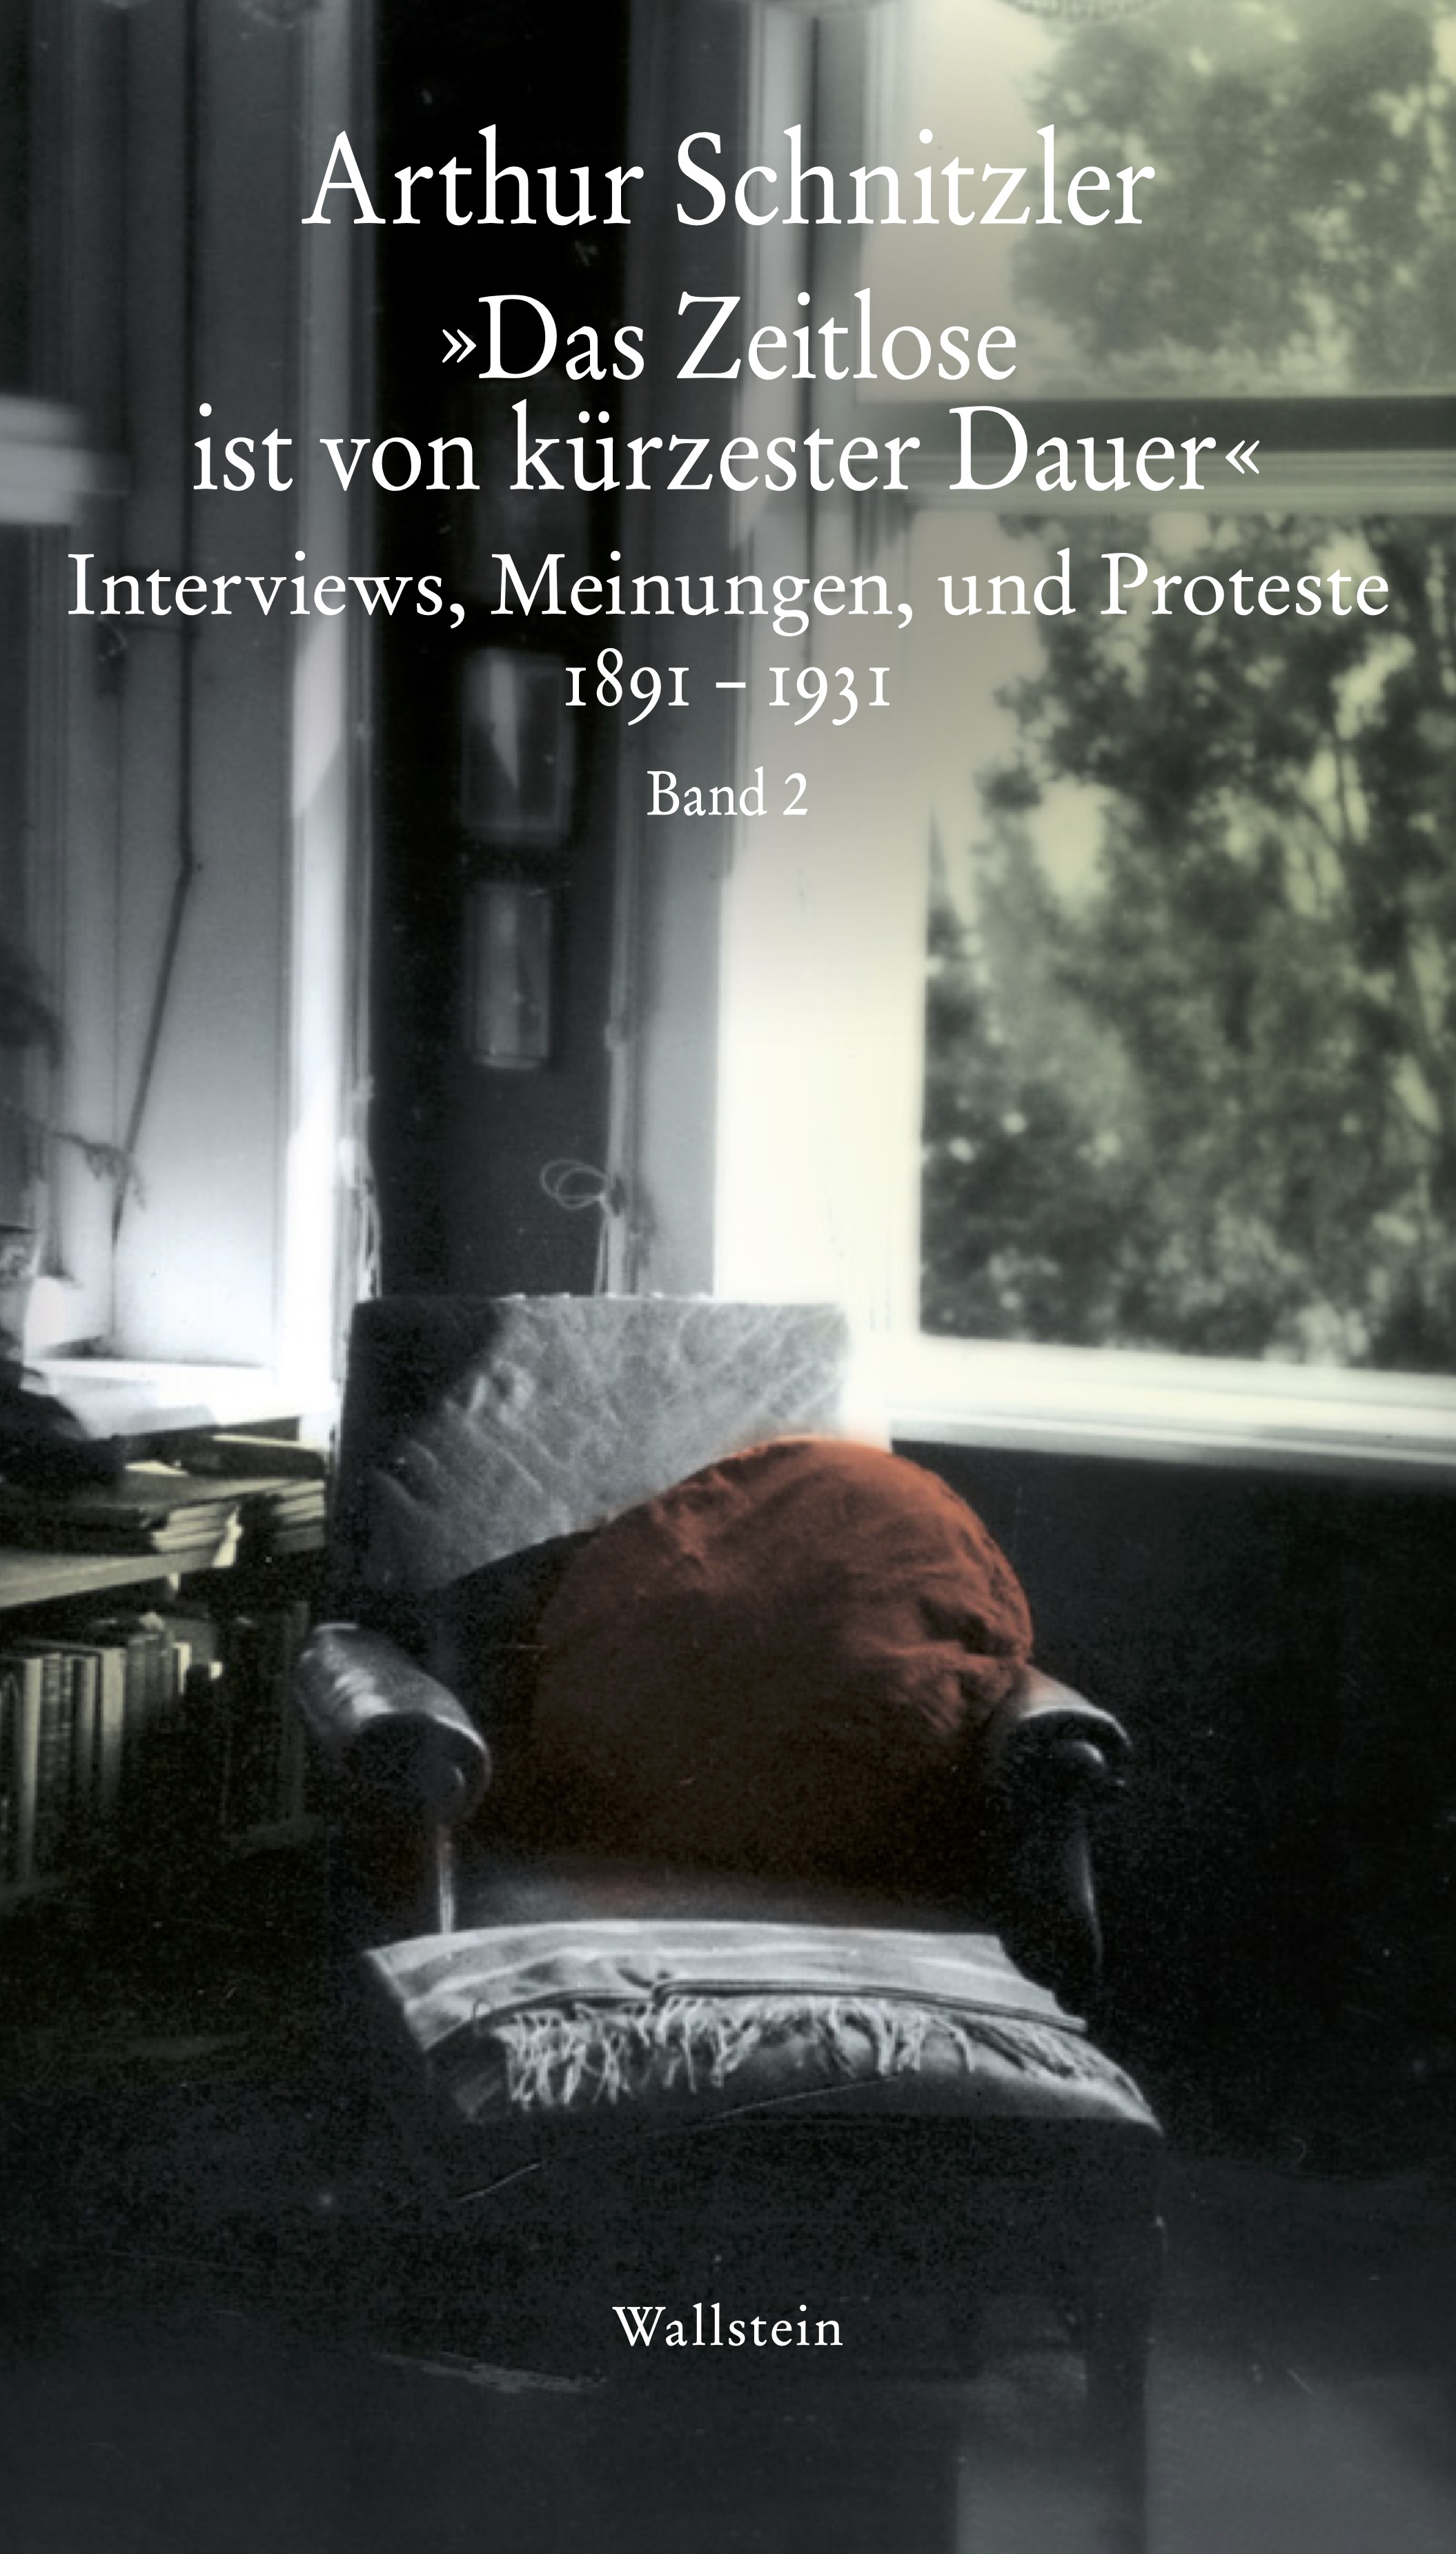 Arthur Schnitzler
»Das Zeitlose
ist von kürzester Dauer«
Interviews, Meinungen, und Proteste
1891 – 1931
Band 2
Wallstein